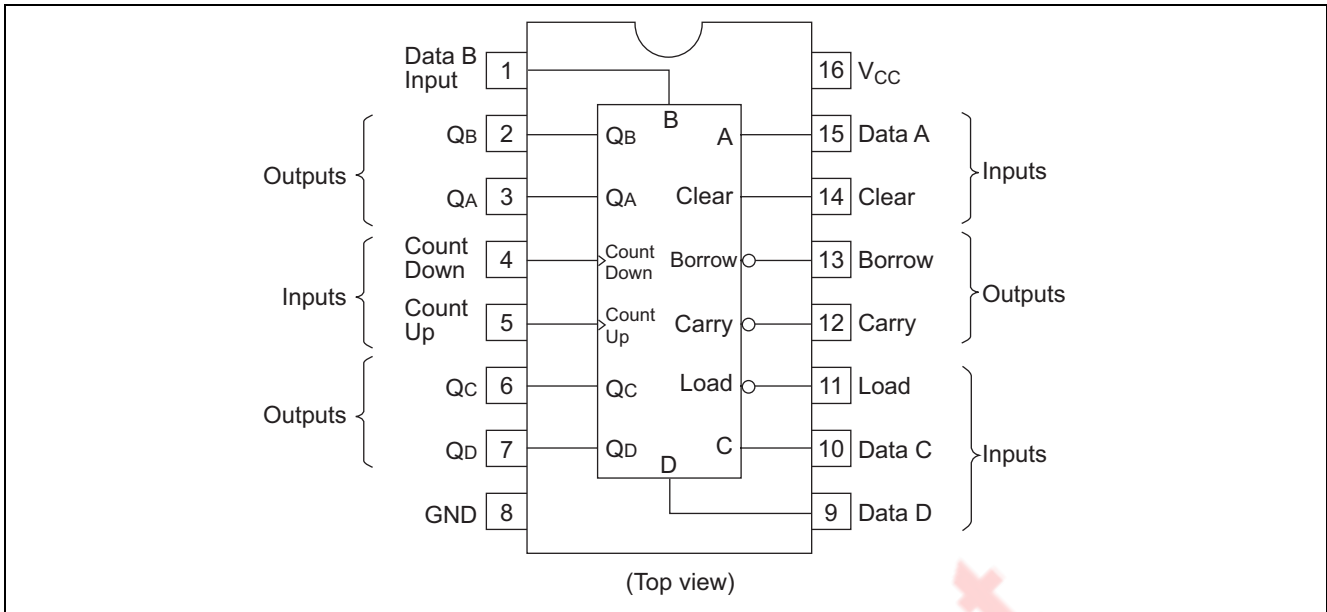 Data B
Input
1
16
VCC
QB
2
QB
B
A
15
Data A
Outputs
Inputs
QA
3
QA
Clear
14
Clear
Count
Down
4
Count
Down
Borrow
13
Borrow
Inputs
Outputs
Count
Up
5
Count
Up
Carry
12
Carry
QC
6
QC
Load
11
Load
Outputs
Inputs
QD
7
QD
D
C
10
Data C
GND
8
9
Data D
(Top view)